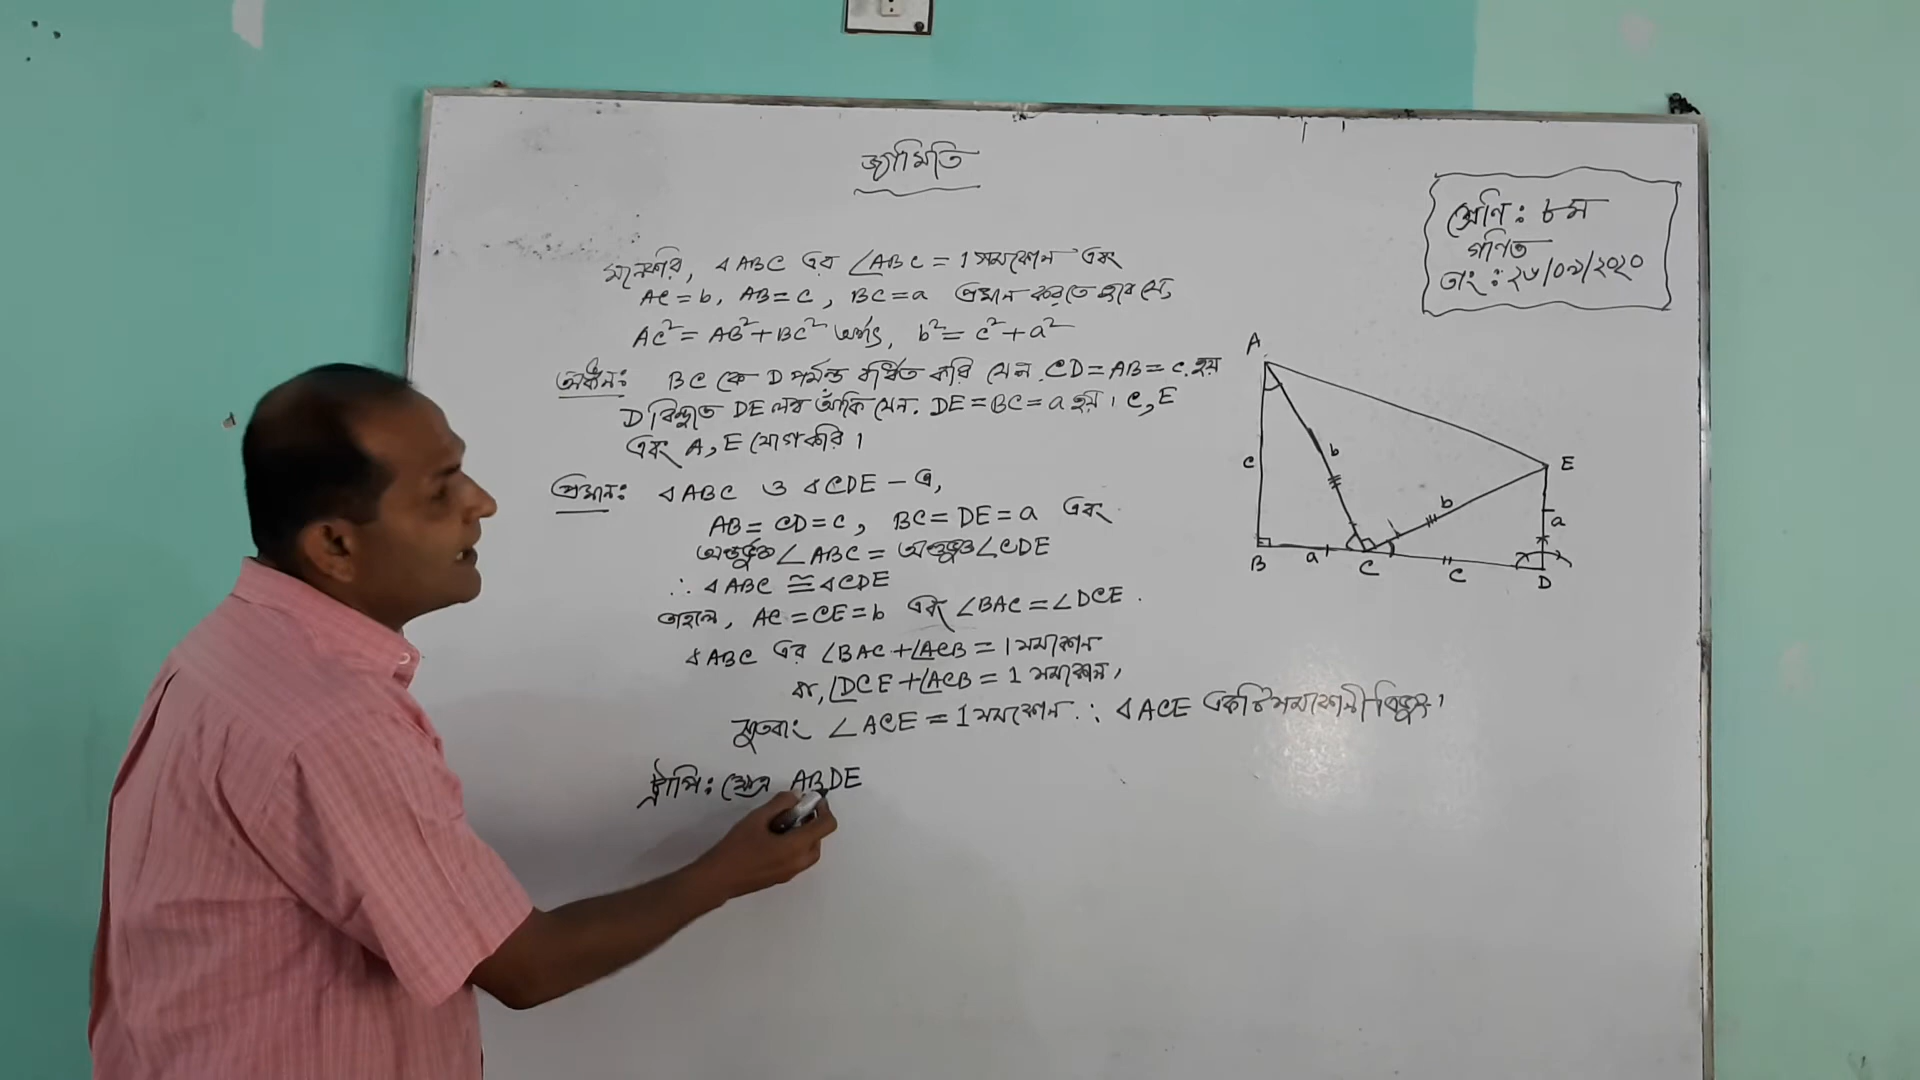 জ্যামিতি
শ্রেণি: ৮ম
গণিত
তাং: ২৬/০৯/২০২০
মনেকরি, △ABC এর ∠ABC = 1 সমকোন এবং
AC = b, AB = c, BC = a প্রমান করতে হবে যে,
AC² = AB² + BC² অর্থাৎ, b² = c² + a²
অঙ্কন: BC কে D পর্যন্ত বর্ধিত করি যেন CD = AB = c হয়
D বিন্দুতে DE লম্ব আঁকি যেন DE = BC = a হয়। C, E
এবং A, E যোগ করি।
প্রমান: △ABC ও △CDE - এ,
AB = CD = c, BC = DE = a এবং
অন্তর্ভুক্ত ∠ABC = অন্তর্ভুক্ত ∠CDE
∴ △ABC ≅ △CDE
তাহলে, AC = CE = b এবং ∠BAC = ∠DCE.
△ABC এর ∠BAC + ∠ACB = 1 সমকোন
বা, ∠DCE + ∠ACB = 1 সমকোন,
সুতরাং ∠ACE = 1 সমকোন ∴ △ACE একটি সমকোনী ত্রিভুজ।
ট্রাপি: ক্ষেত্র ABDE
A
E
c
b
b
a
B
a
C
c
D